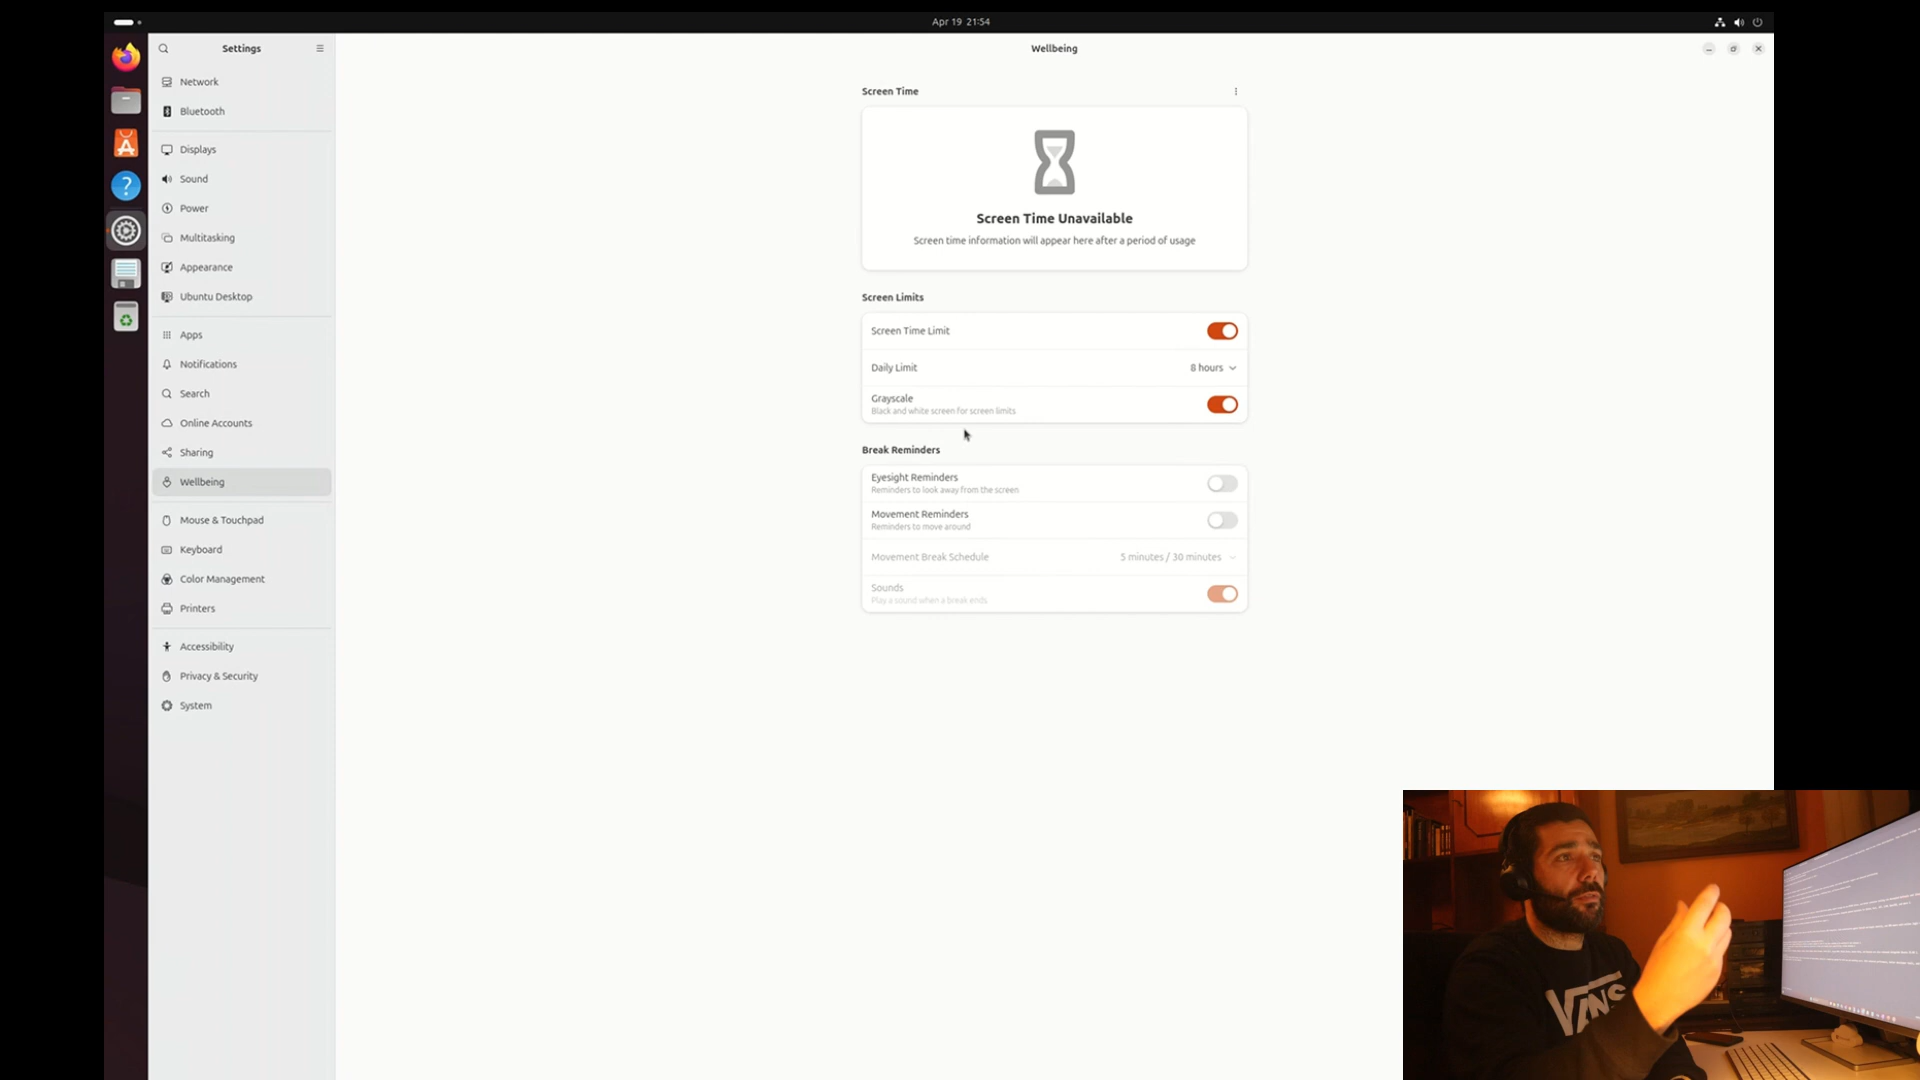 Apr 19 21:54
Settings
Wellbeing
Network
Bluetooth
Displays
Sound
Power
Multitasking
Appearance
Ubuntu Desktop
Apps
Notifications
Search
Online Accounts
Sharing
Wellbeing
Mouse & Touchpad
Keyboard
Color Management
Printers
Accessibility
Privacy & Security
System
Screen Time
Screen Time Unavailable
Screen time information will appear here after a period of usage
Screen Limits
Screen Time Limit
Daily Limit 8 hours
Grayscale
Black and white screen for screen limits
Break Reminders
Eyesight Reminders
Reminders to look away from the screen
Movement Reminders
Reminders to move around
Movement Break Schedule 5 minutes / 30 minutes
Sounds
Play a sound when a break ends
VANS